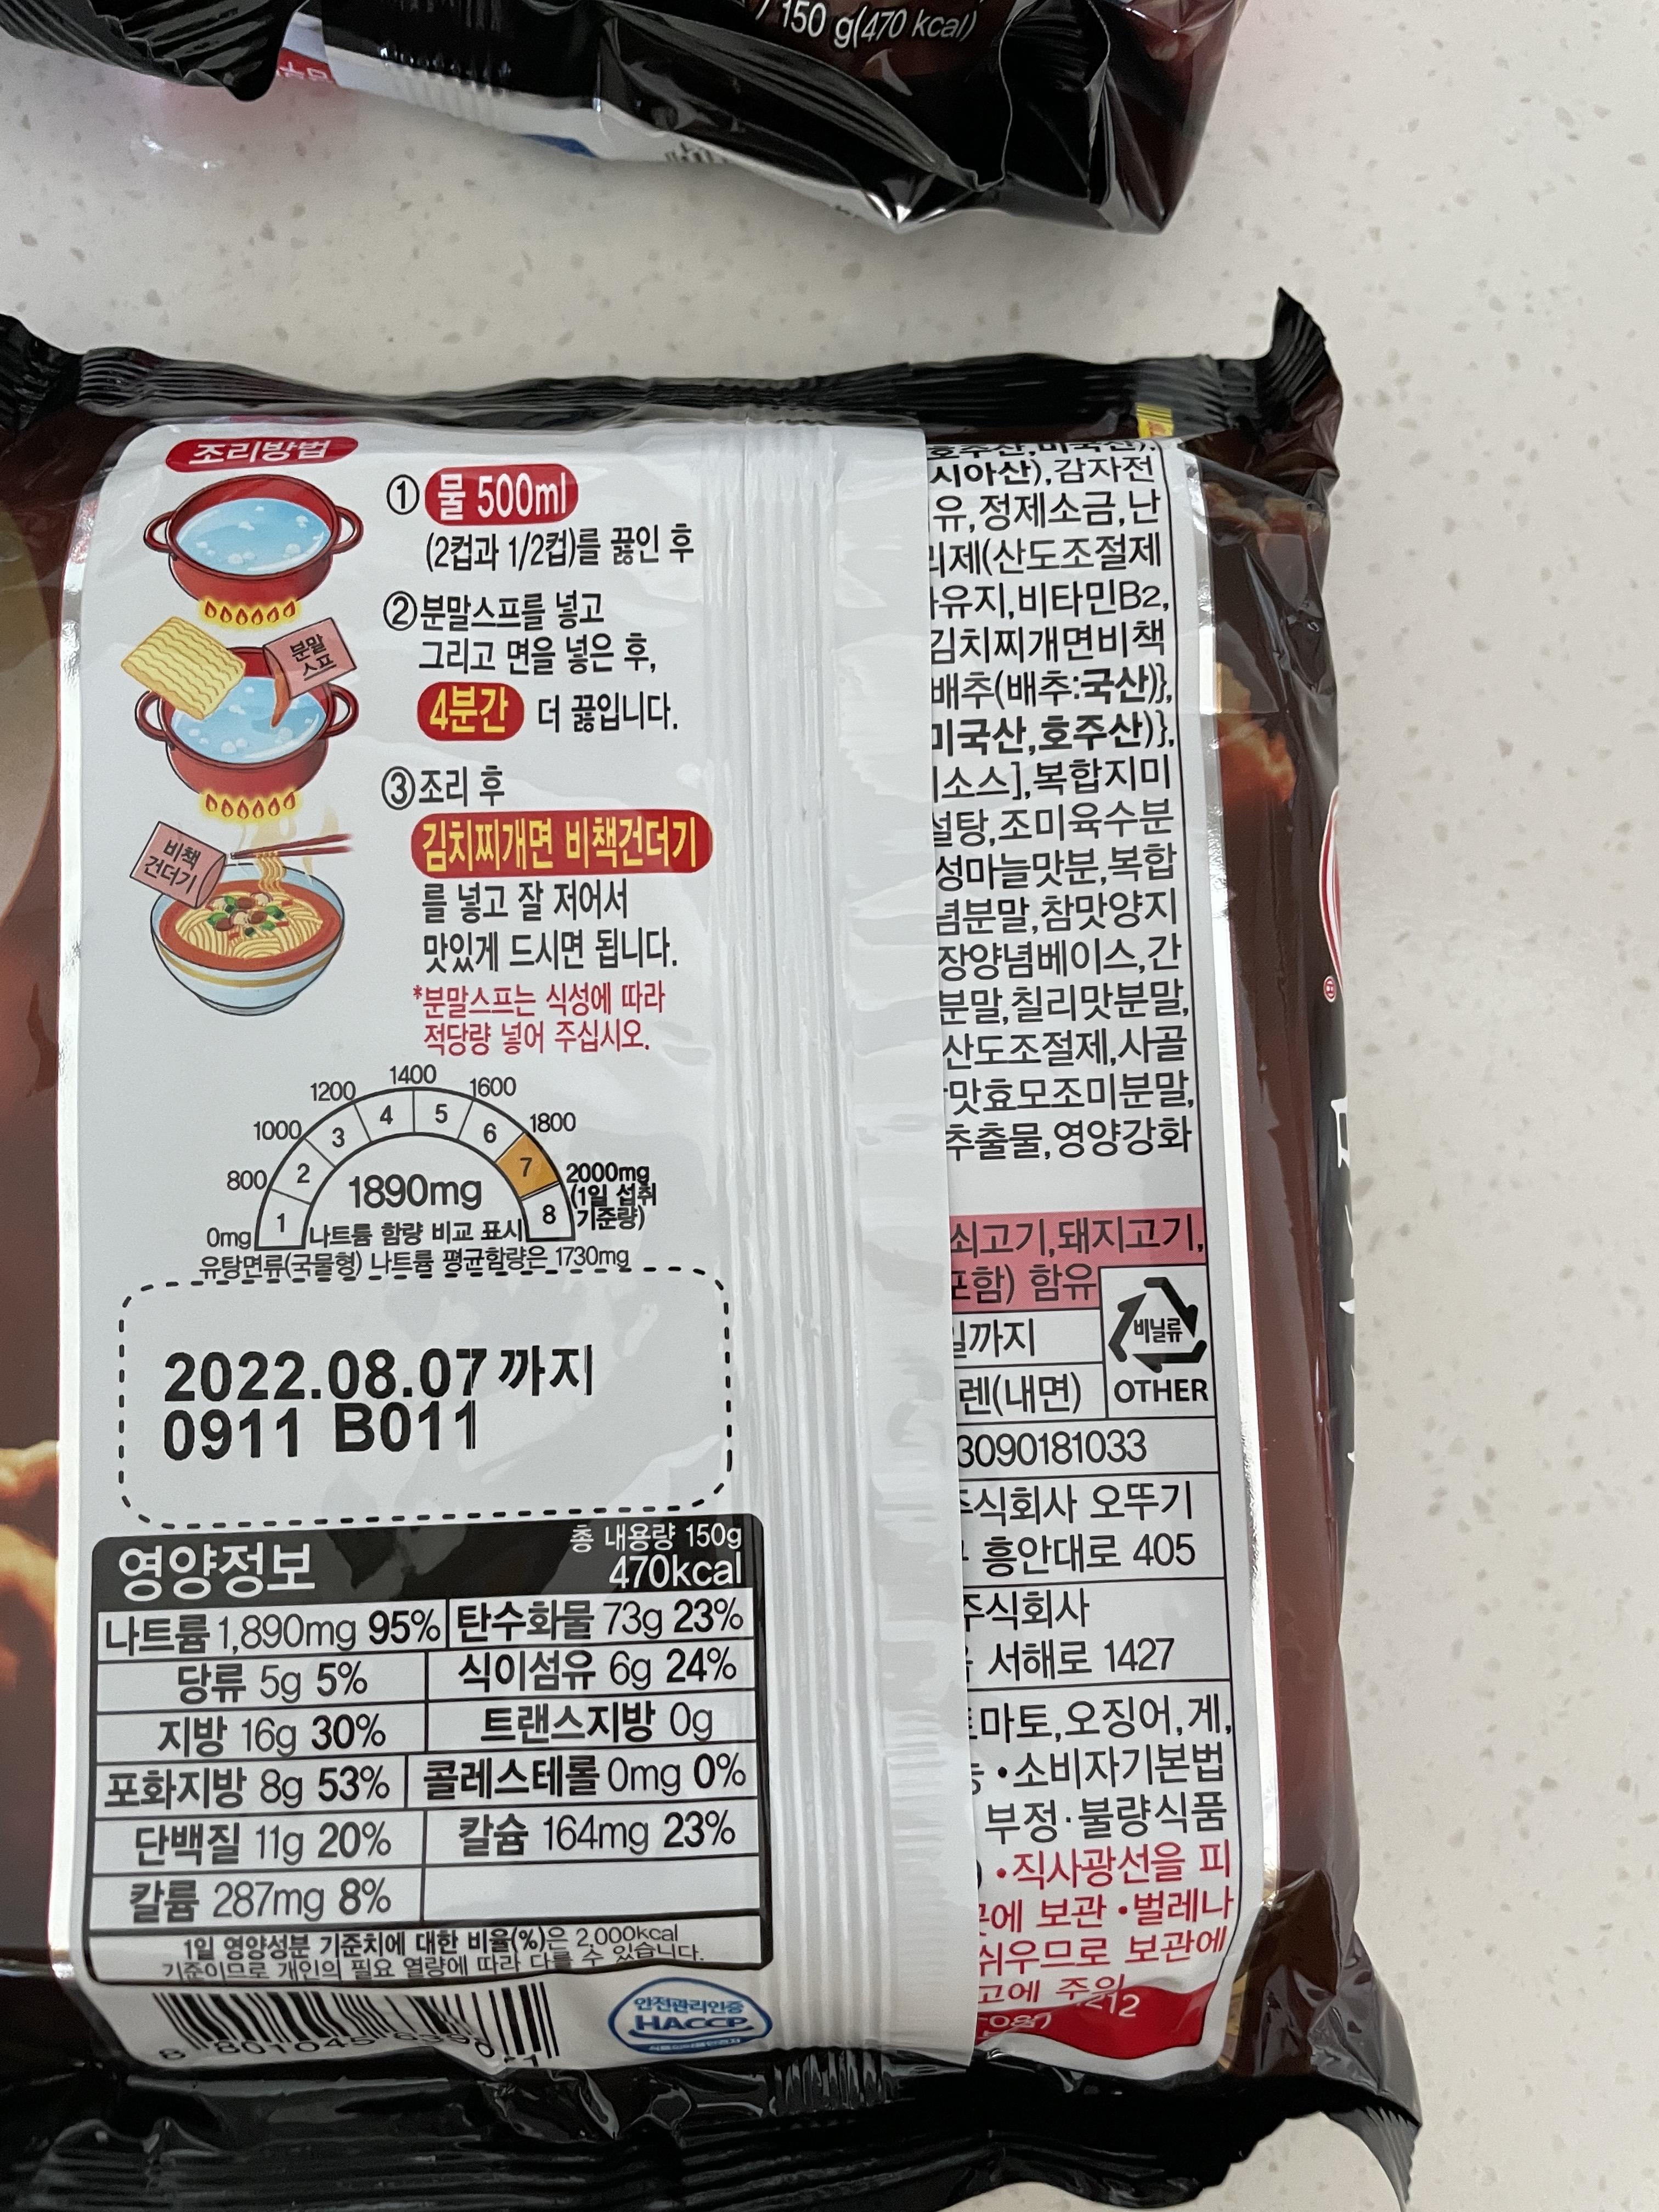 / 150 g(470 kcal)
조리방법
① 물 500ml
(2컵과 1/2컵)를 끓인 후
②분말스프를 넣고
그리고 면을 넣은 후,
4분간 더 끓입니다.
분말
스프
③조리 후
김치찌개면 비책건더기
를 넣고 잘 저어서
맛있게 드시면 됩니다.
비책
건더기
*분말스프는 식성에 따라
적당량 넣어 주십시오.
0mg 800 1000 1200 1400 1600 1800 2000mg
(1일 섭취
기준량)
1 2 3 4 5 6 7 8
1890mg
나트륨 함량 비교 표시
유탕면류(국물형) 나트륨 평균함량은 1730mg
2022.08.07까지
0911 B011
영양정보
총 내용량 150g
470kcal
나트륨 1,890mg 95% 탄수화물 73g 23%
당류 5g 5% 식이섬유 6g 24%
지방 16g 30% 트랜스지방 0g
포화지방 8g 53% 콜레스테롤 0mg 0%
단백질 11g 20% 칼슘 164mg 23%
칼륨 287mg 8%
1일 영양성분 기준치에 대한 비율(%)은 2,000kcal
기준이므로 개인의 필요 열량에 따라 다를 수 있습니다.
안전관리인증
HACCP
호주산,미국산),
시아산),감자전
유,정제소금,난
리제(산도조절제
유지,비타민B2,
김치찌개면비책
배추(배추:국산)},
미국산,호주산)},
소스],복합지미
설탕,조미육수분
성마늘맛분,복합
념분말,참맛양지
장양념베이스,간
분말,칠리맛분말,
산도조절제,사골
맛효모조미분말,
추출물,영양강화
쇠고기,돼지고기,
포함) 함유
비닐류
OTHER
일까지
렌(내면)
3090181033
주식회사 오뚜기
흥안대로 405
주식회사
서해로 1427
마토,오징어,게,
•소비자기본법
부정·불량식품
•직사광선을 피
에 보관 •벌레나
쉬우므로 보관에
고에 주의